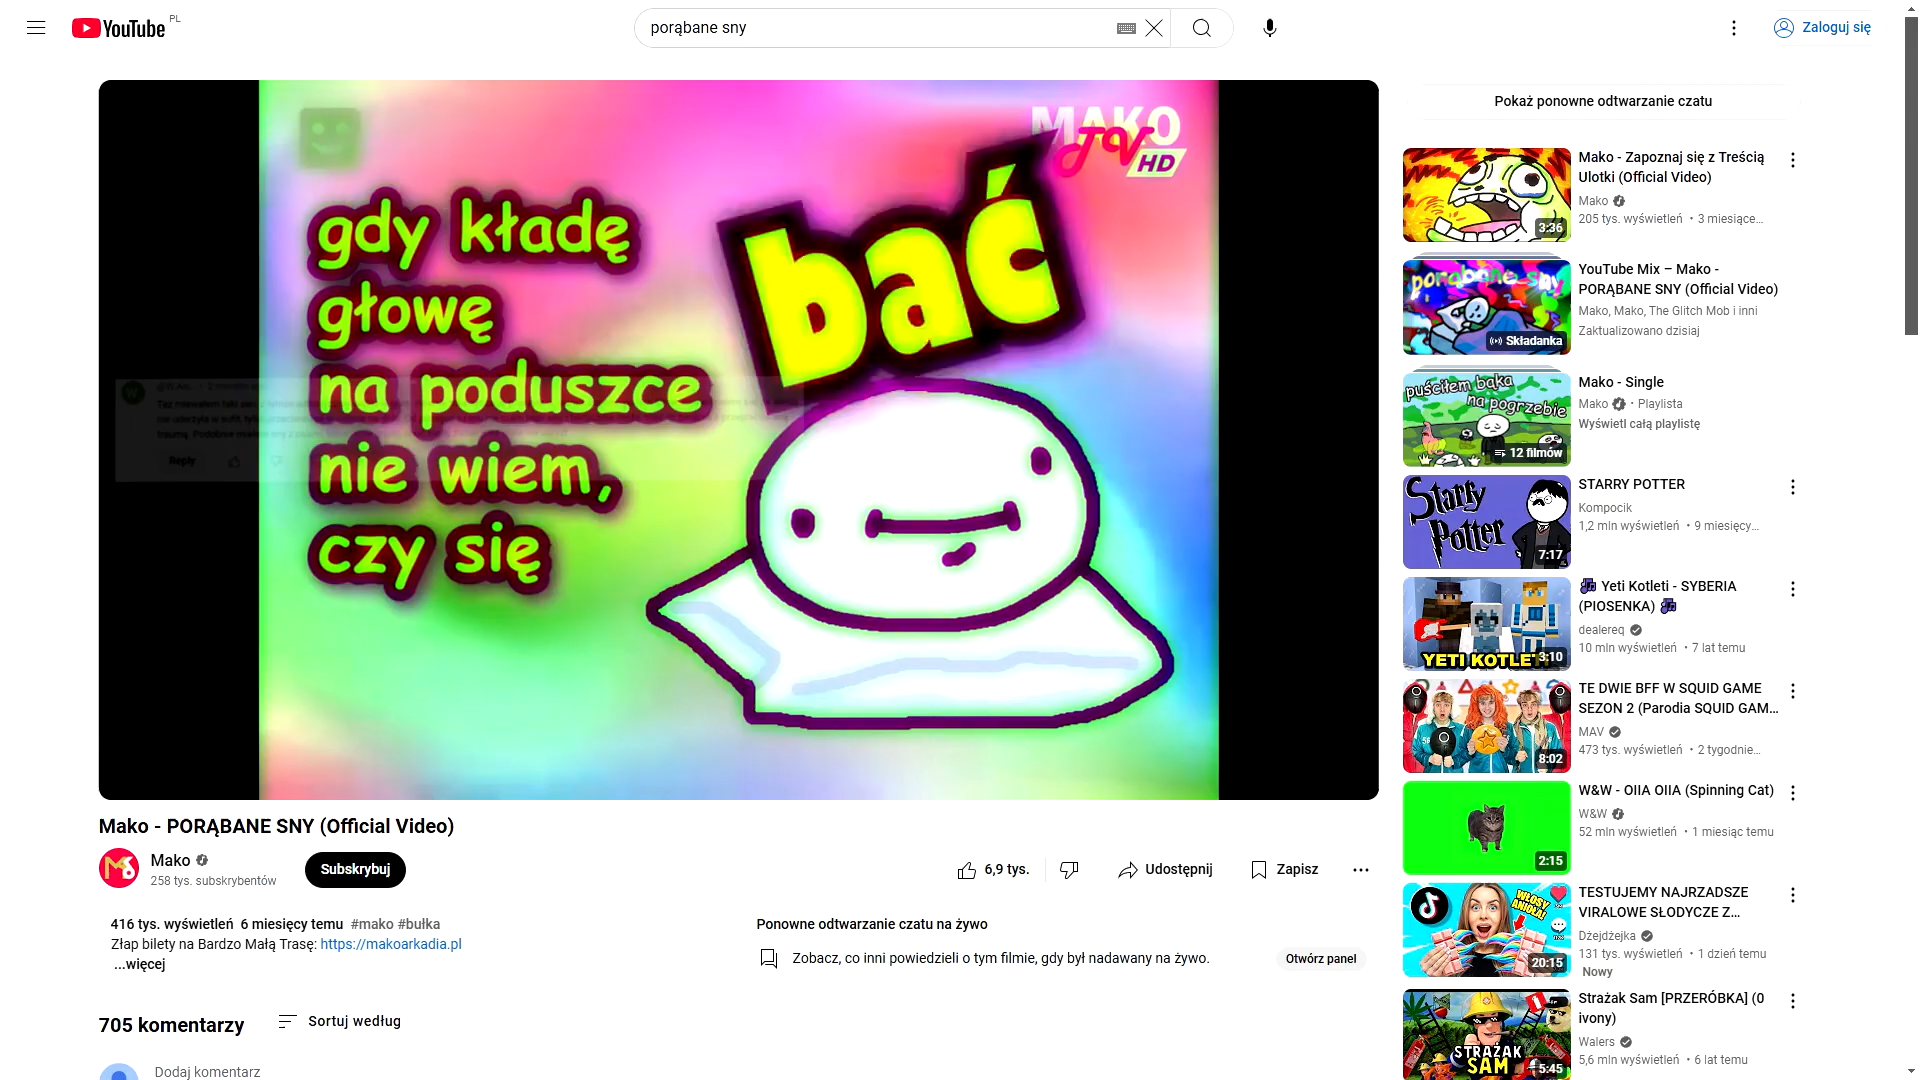 YouTube
PL
porąbane sny
Zaloguj się
MAKO
TV
HD
gdy kładę
głowę
na poduszce
nie wiem,
czy się
bać
Reply
Mako - PORĄBANE SNY (Official Video)
Mako
258 tys. subskrybentów
Subskrybuj
6,9 tys.
Udostępnij
Zapisz
416 tys. wyświetleń 6 miesięcy temu #mako #bułka
Złap bilety na Bardzo Małą Trasę: https://makoarkadia.pl
...więcej
Ponowne odtwarzanie czatu na żywo
Zobacz, co inni powiedzieli o tym filmie, gdy był nadawany na żywo.
Otwórz panel
705 komentarzy
Sortuj według
Dodaj komentarz
Pokaż ponowne odtwarzanie czatu
3:36
Mako - Zapoznaj się z Treścią
Ulotki (Official Video)
Mako
205 tys. wyświetleń • 3 miesiące...
porąbane sny
Składanka
YouTube Mix – Mako -
PORĄBANE SNY (Official Video)
Mako, Mako, The Glitch Mob i inni
Zaktualizowano dzisiaj
puściłem bąka
na pogrzebie
12 filmów
Mako - Single
Mako • Playlista
Wyświetl całą playlistę
Starry
Potter
7:17
STARRY POTTER
Kompocik
1,2 mln wyświetleń • 9 miesięcy...
YETI KOTLETI
3:10
Yeti Kotleti - SYBERIA
(PIOSENKA)
dealereq
10 mln wyświetleń • 7 lat temu
8:02
TE DWIE BFF W SQUID GAME
SEZON 2 (Parodia SQUID GAM...
MAV
473 tys. wyświetleń • 2 tygodnie...
2:15
W&W - OIIA OIIA (Spinning Cat)
W&W
52 mln wyświetleń • 1 miesiąc temu
WŁOSY
ANIOŁA!
20:15
TESTUJEMY NAJRZADSZE
VIRALOWE SŁODYCZE Z...
Dżejdżejka
131 tys. wyświetleń • 1 dzień temu
Nowy
STRAŻAK
SAM
5:45
Strażak Sam [PRZERÓBKA] (0
ivony)
Walers
5,6 mln wyświetleń • 6 lat temu